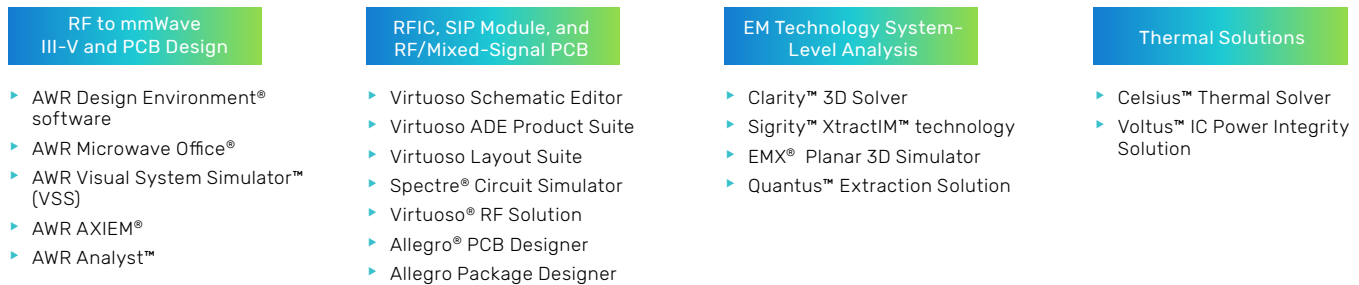 RF to mmWave
III-V and PCB Design
▶ AWR Design Environment®
software
▶ AWR Microwave Office®
▶ AWR Visual System Simulator™
(VSS)
▶ AWR AXIEM®
▶ AWR Analyst™
RFIC, SIP Module, and
RF/Mixed-Signal PCB
▶ Virtuoso Schematic Editor
▶ Virtuoso ADE Product Suite
▶ Virtuoso Layout Suite
▶ Spectre® Circuit Simulator
▶ Virtuoso® RF Solution
▶ Allegro® PCB Designer
▶ Allegro Package Designer
EM Technology System-
Level Analysis
▶ Clarity™ 3D Solver
▶ Sigrity™ XtractIM™ technology
▶ EMX® Planar 3D Simulator
▶ Quantus™ Extraction Solution
Thermal Solutions
▶ Celsius™ Thermal Solver
▶ Voltus™ IC Power Integrity
Solution